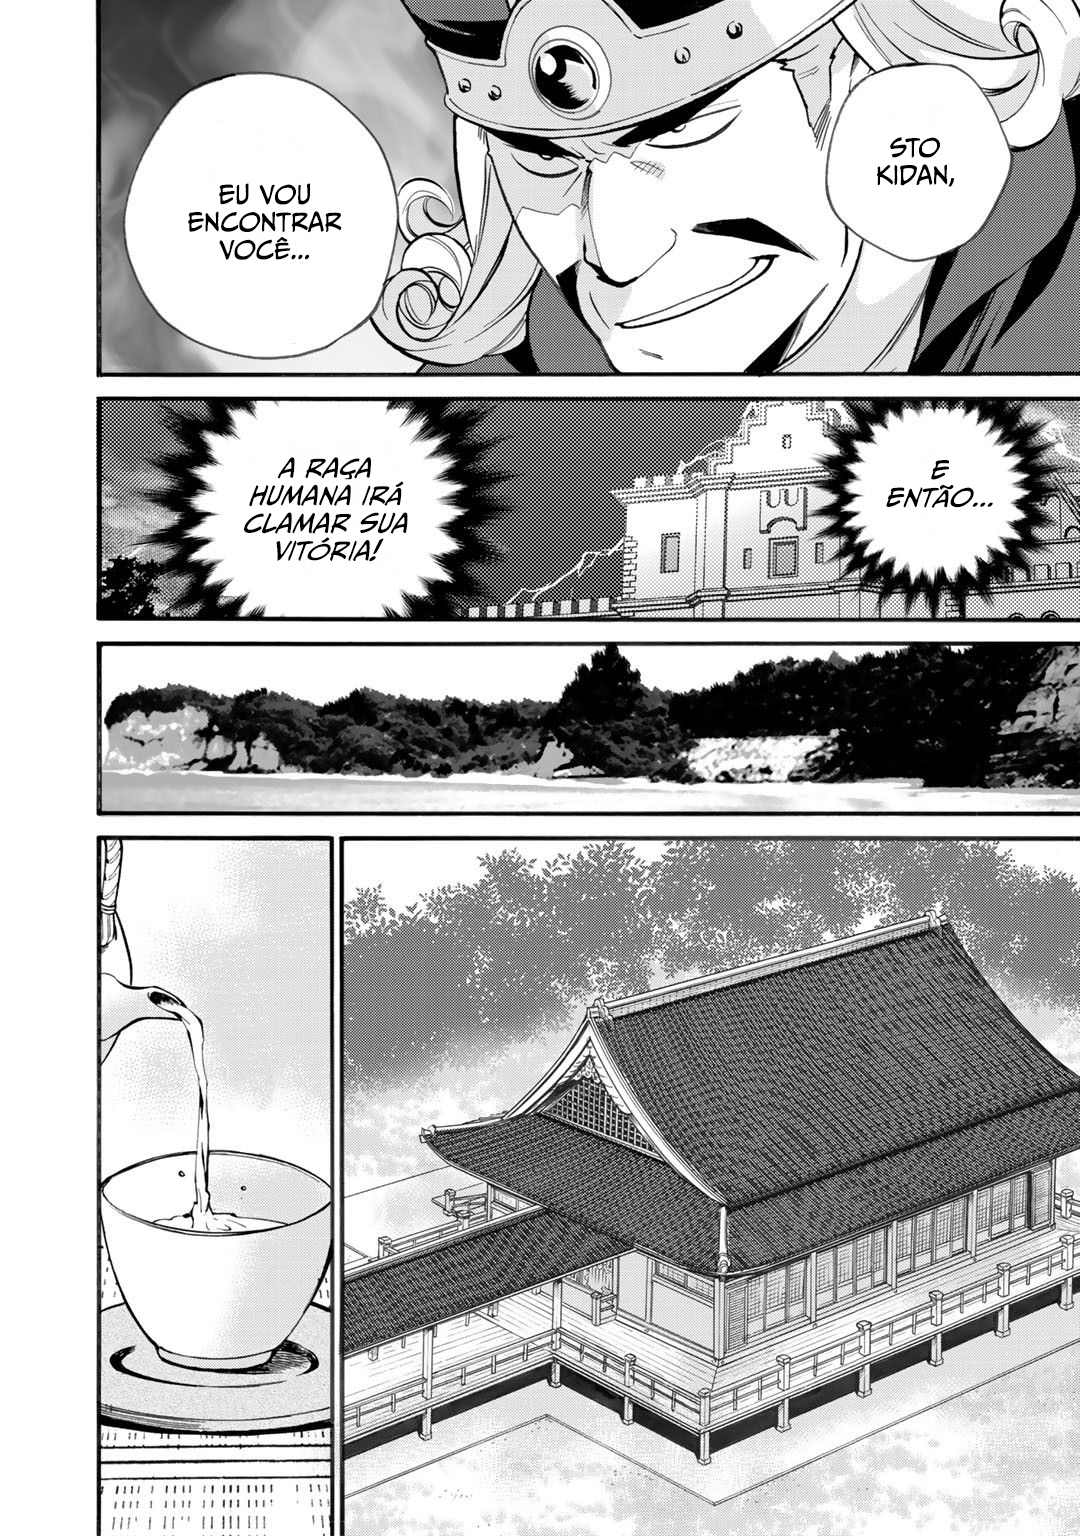 STO
KIDAN,
EU VOU
ENCONTRAR
VOCÊ...
E
ENTÃO...
A RAÇA
HUMANA IRÁ
CLAMAR SUA
VITÓRIA!